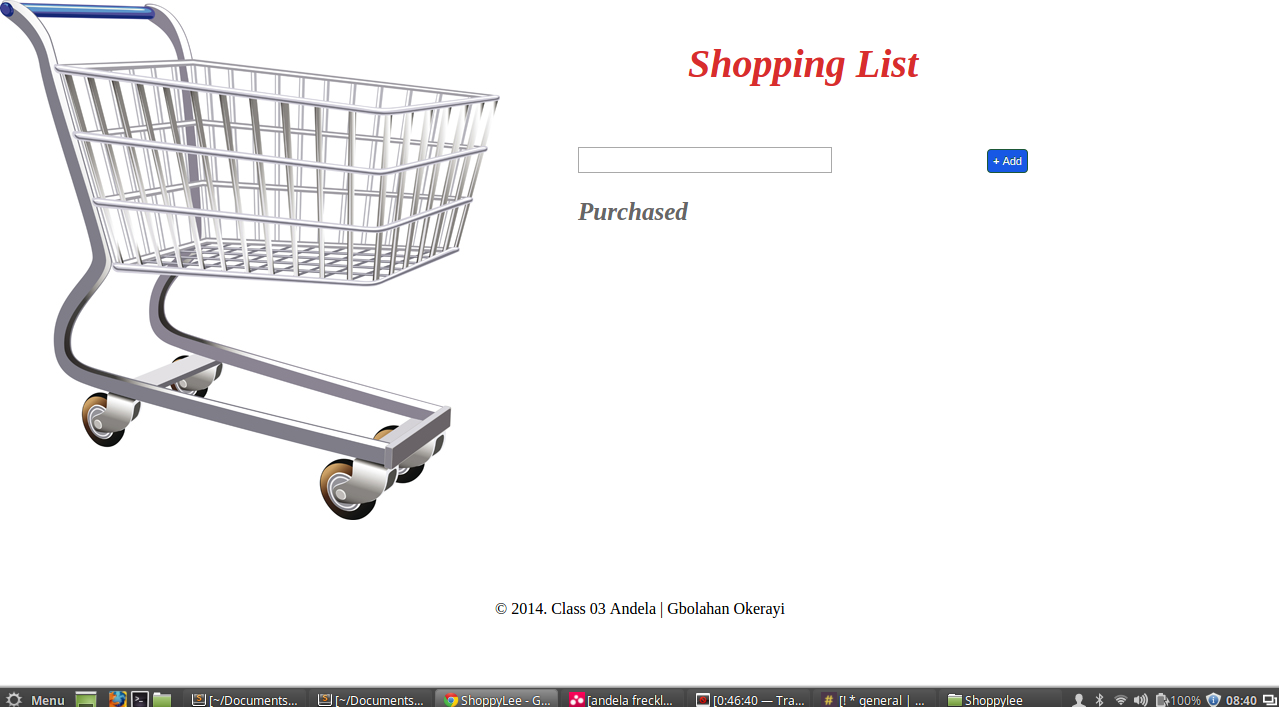 Shopping List
+ Add
Purchased
© 2014. Class 03 Andela | Gbolahan Okerayi
Menu
[~/Documents...
[~/Documents...
ShoppyLee - G...
[andela freckl...
[0:46:40 — Tra...
[! * general | ...
Shoppylee
100%
08:40